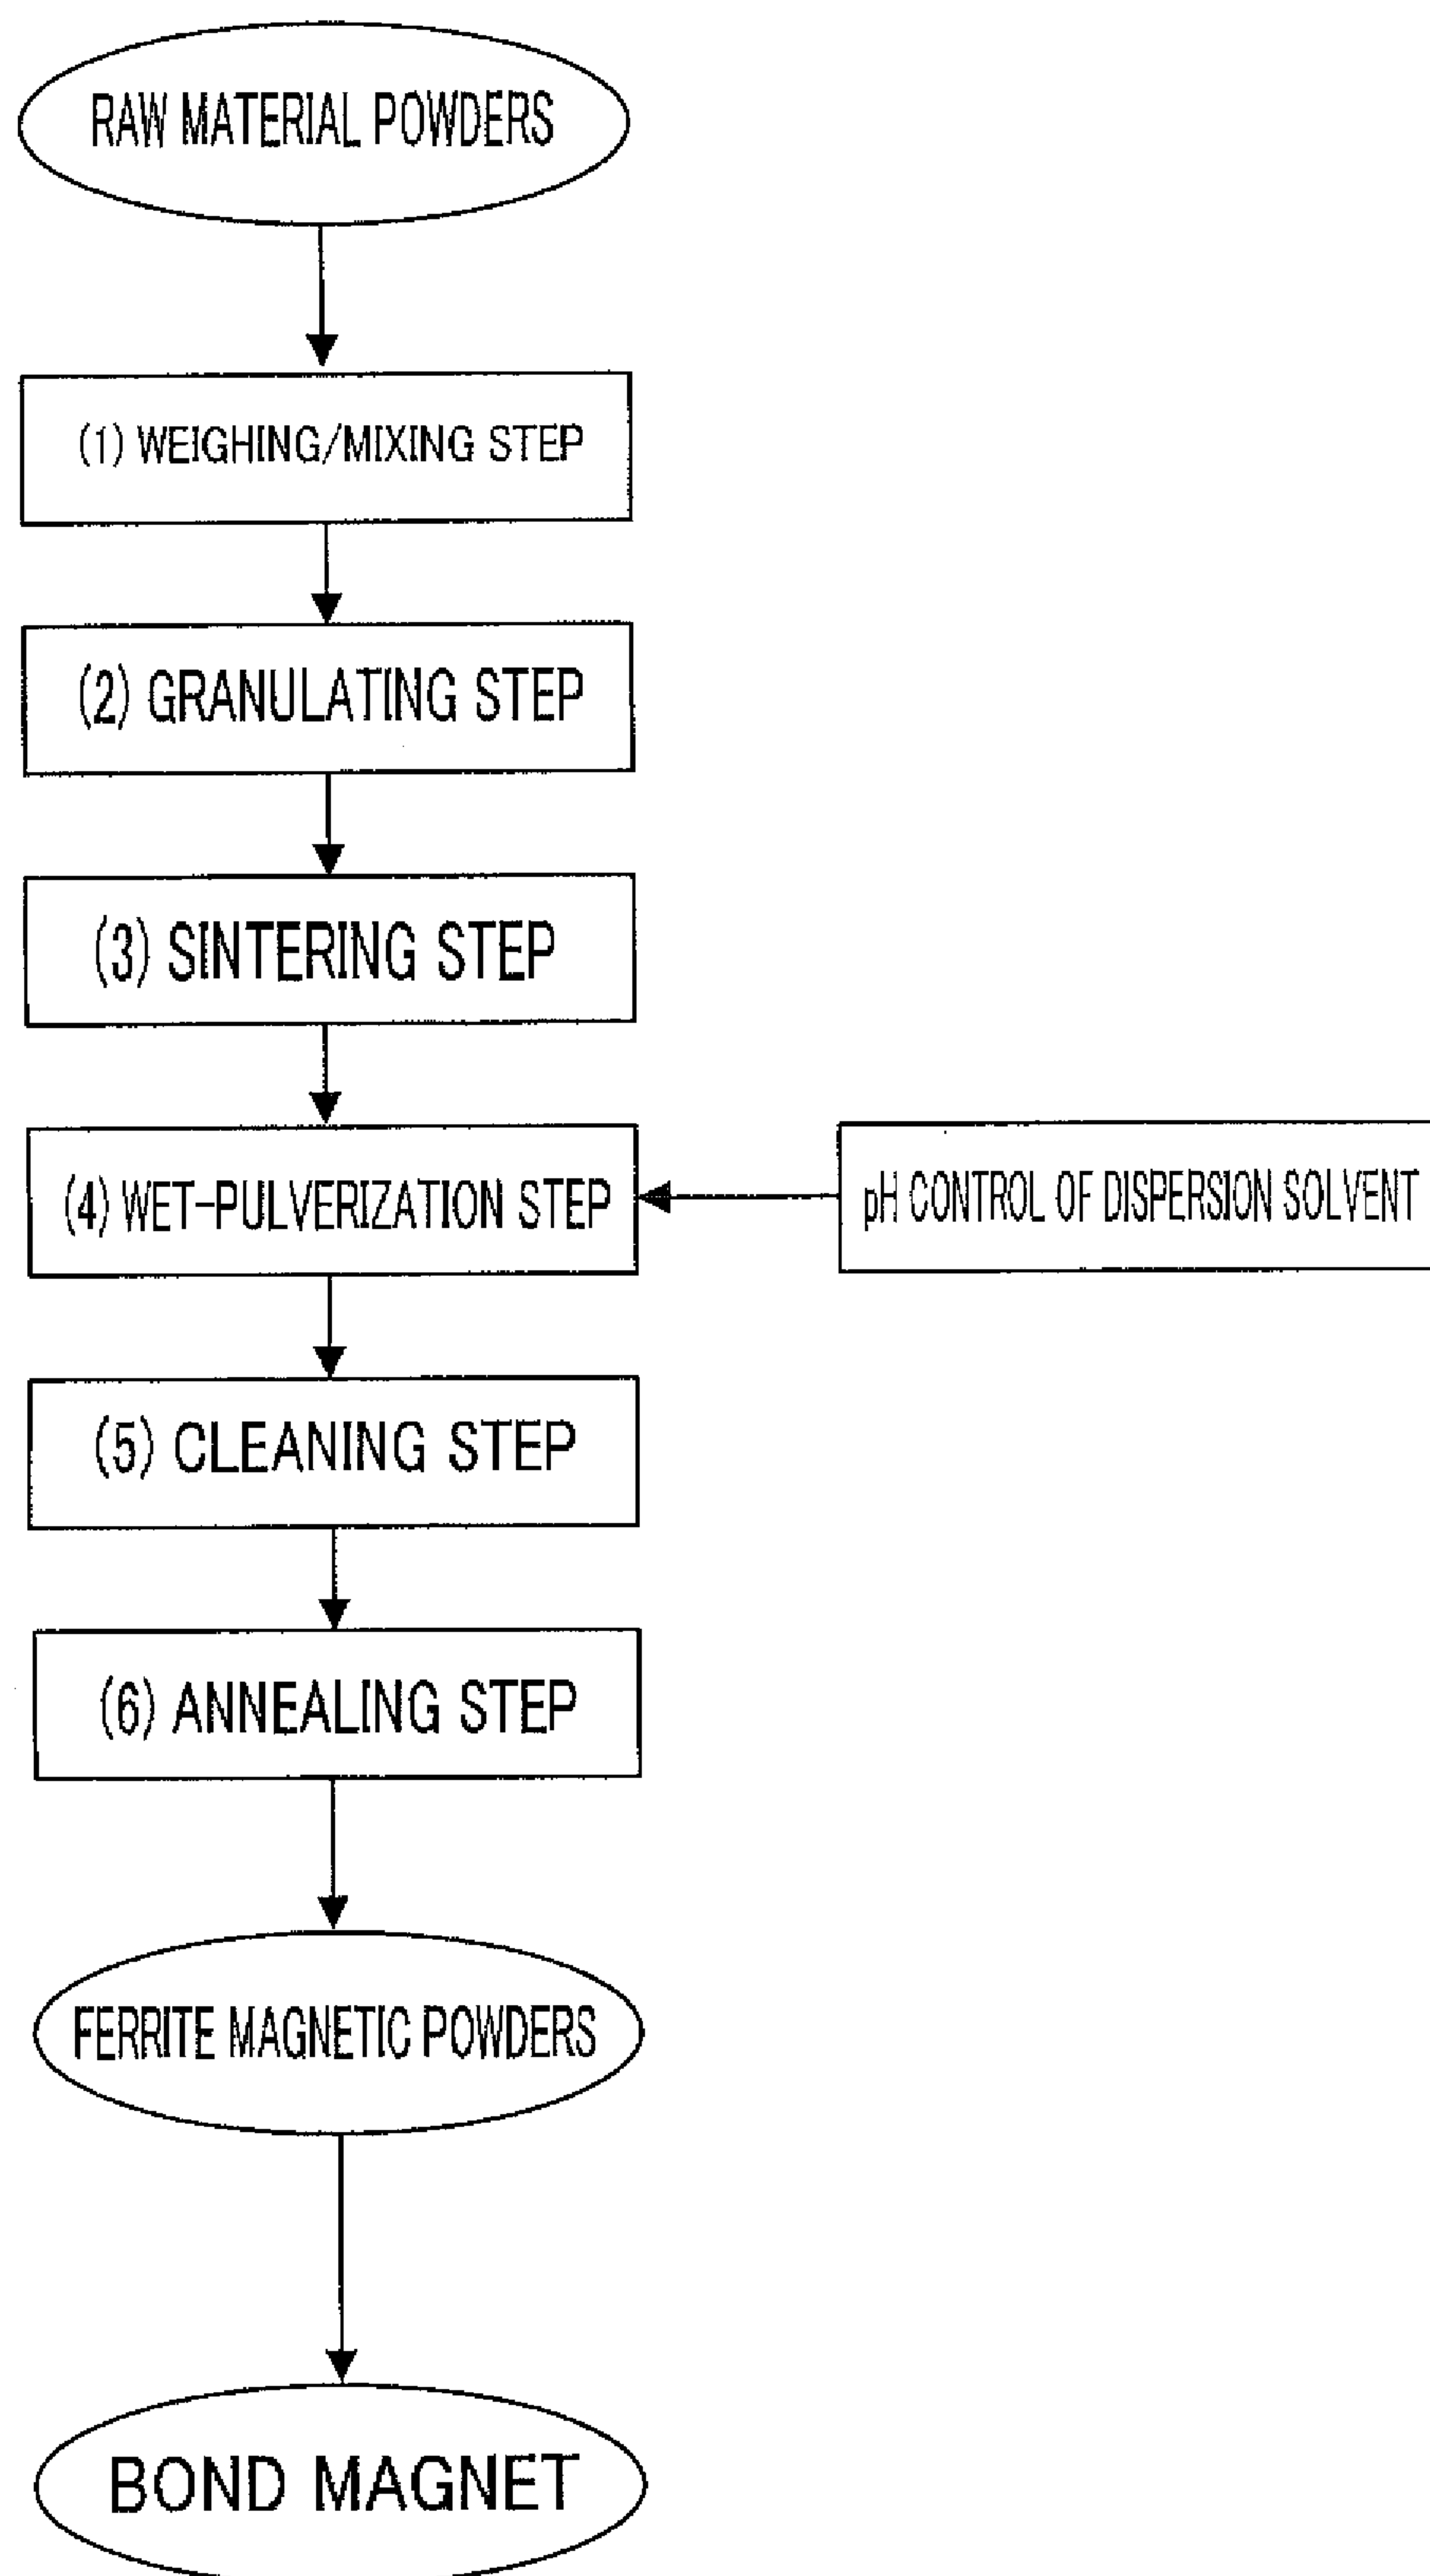 RAW MATERIAL POWDERS
(1) WEIGHING/MIXING STEP
(2) GRANULATING STEP
(3) SINTERING STEP
(4) WET-PULVERIZATION STEP
pH CONTROL OF DISPERSION SOLVENT
(5) CLEANING STEP
(6) ANNEALING STEP
FERRITE MAGNETIC POWDERS
BOND MAGNET